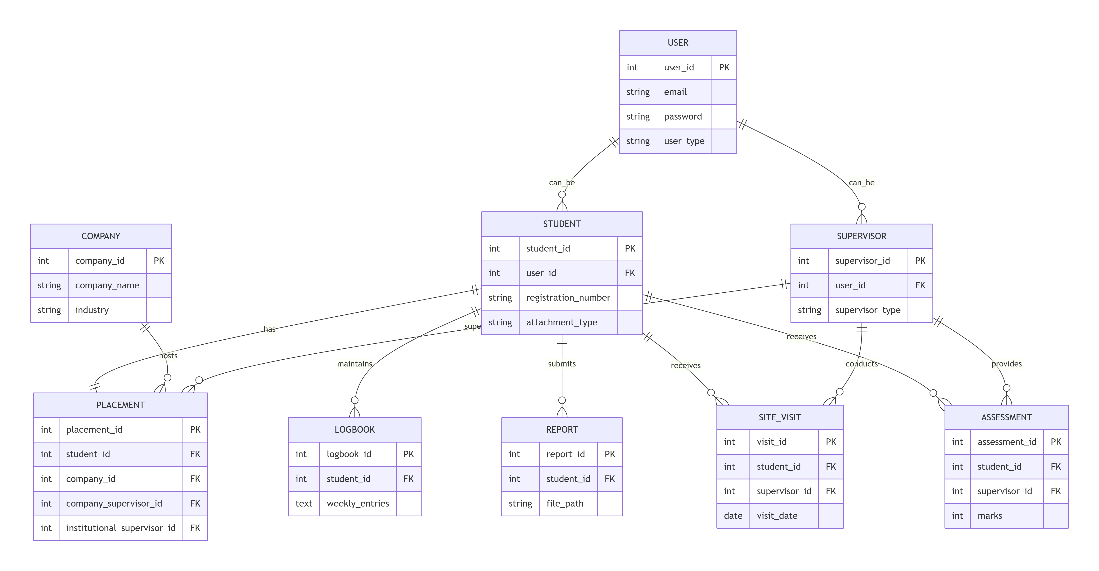 USER
int user_id PK
string email
string password
string user_type
can_be
can_be
STUDENT
int student_id PK
int user_id FK
string registration_number
string attachment_type
SUPERVISOR
int supervisor_id PK
int user_id FK
string supervisor_type
COMPANY
int company_id PK
string company_name
string industry
has
hosts
maintains
submits
receives
receives
conducts
provides
PLACEMENT
int placement_id PK
int student_id FK
int company_id FK
int company_supervisor_id FK
int institutional_supervisor_id FK
LOGBOOK
int logbook_id PK
int student_id FK
text weekly_entries
REPORT
int report_id PK
int student_id FK
string file_path
SITE_VISIT
int visit_id PK
int student_id FK
int supervisor_id FK
date visit_date
ASSESSMENT
int assessment_id PK
int student_id FK
int supervisor_id FK
int marks